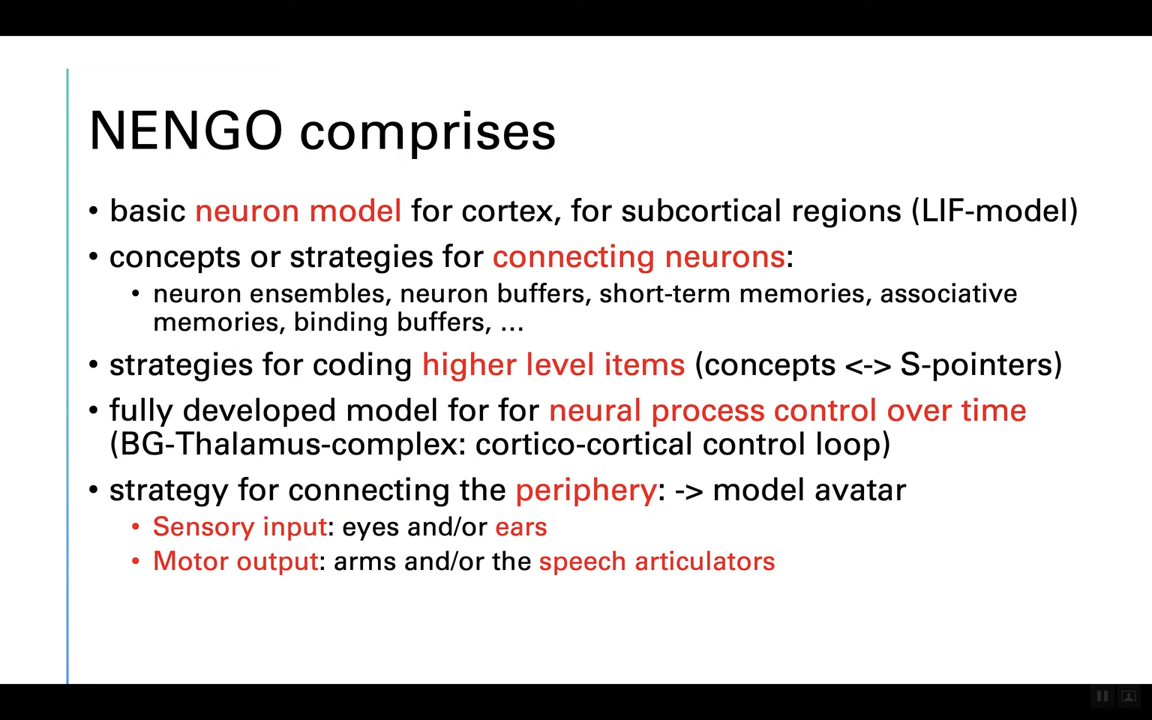 NENGO comprises
• basic neuron model for cortex, for subcortical regions (LIF-model)
• concepts or strategies for connecting neurons:
• neuron ensembles, neuron buffers, short-term memories, associative
memories, binding buffers, …
• strategies for coding higher level items (concepts <-> S-pointers)
• fully developed model for for neural process control over time
(BG-Thalamus-complex: cortico-cortical control loop)
• strategy for connecting the periphery: -> model avatar
• Sensory input: eyes and/or ears
• Motor output: arms and/or the speech articulators